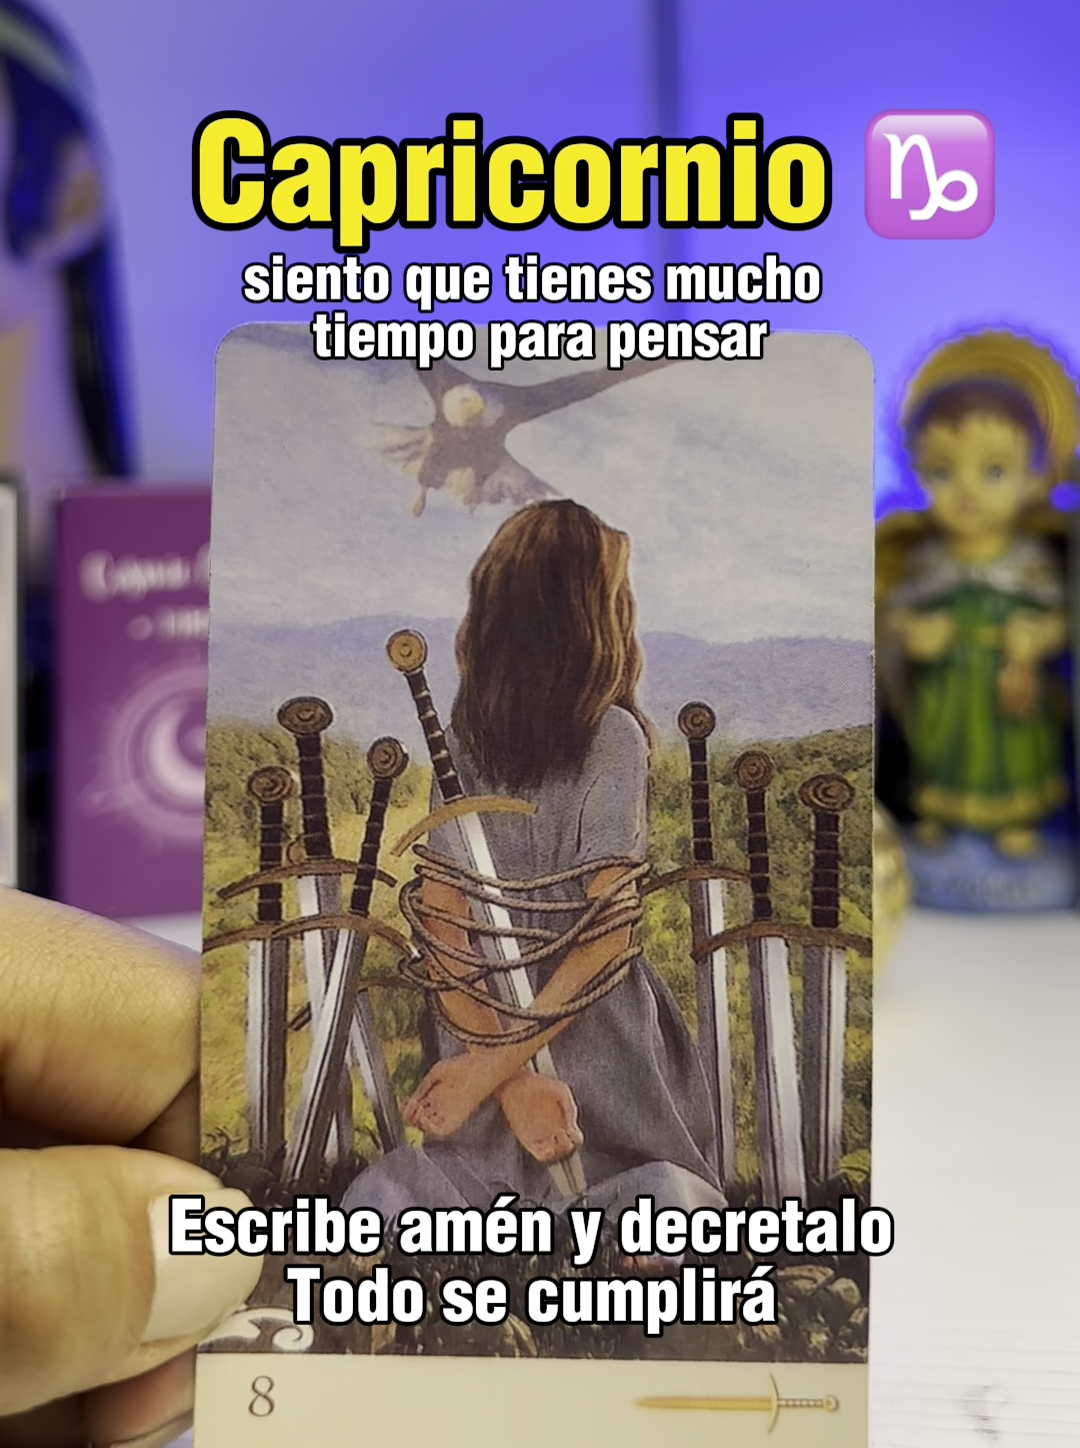 Capricornio ♑
siento que tienes mucho
tiempo para pensar
Escribe amén y decretalo
Todo se cumplirá
8